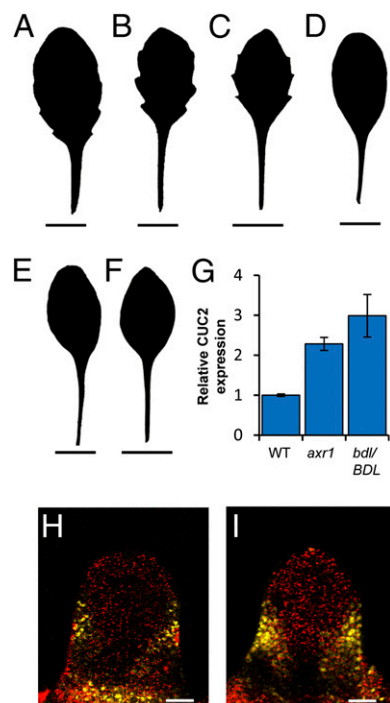 A B C D
E F G
Relative CUC2
expression
4
3
2
1
0
WT axr1 bdl/
BDL
H I